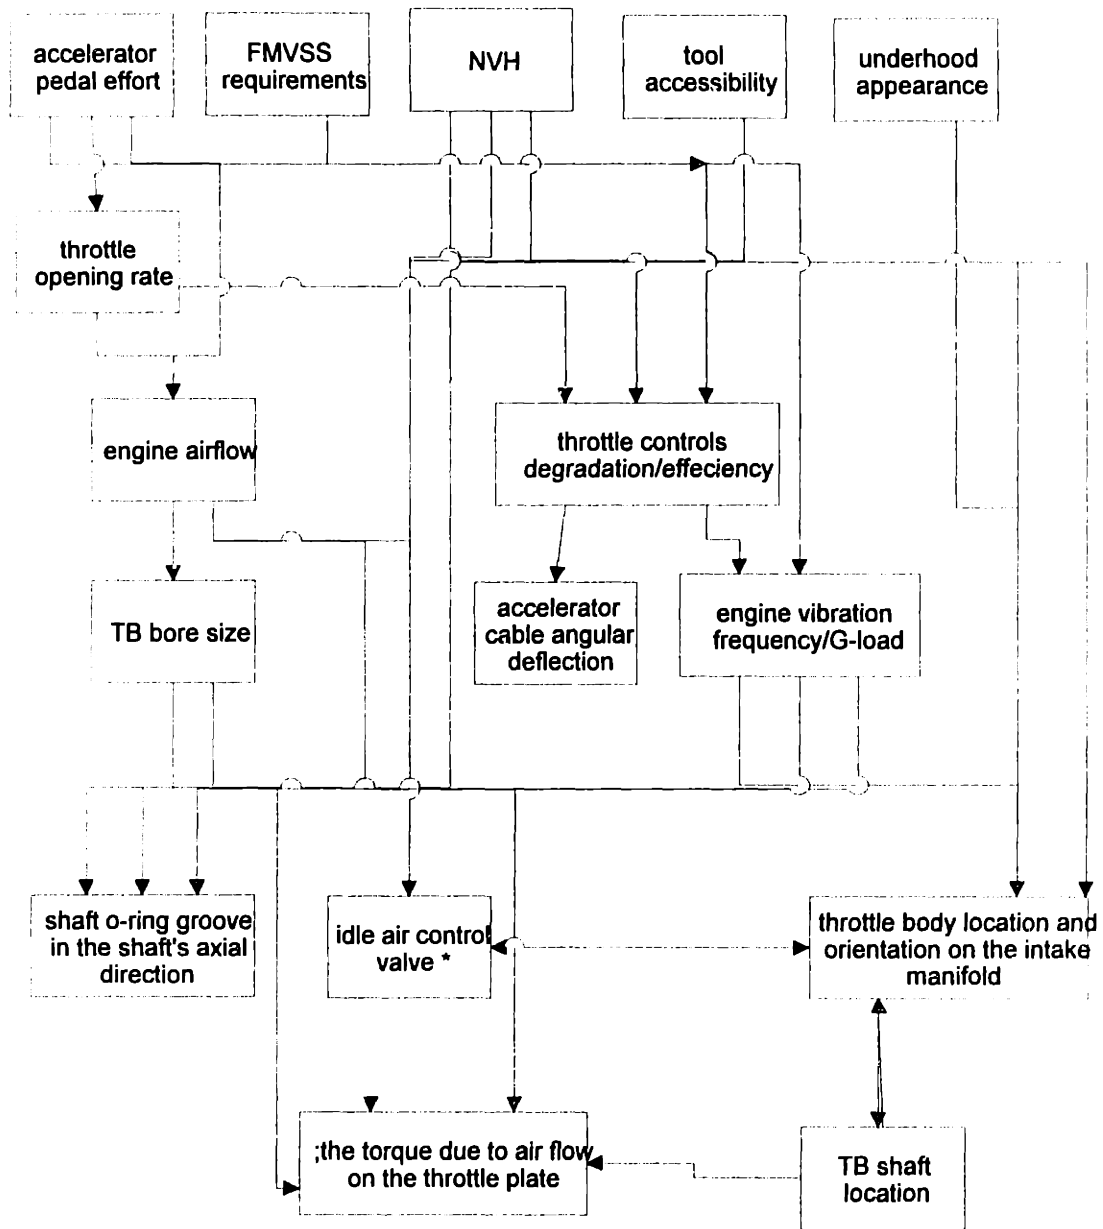 accelerator
pedal effort
FMVSS
requirements
NVH
tool
accessibility
underhood
appearance
throttle
opening rate
engine airflow
throttle controls
degradation/effeciency
TB bore size
accelerator
cable angular
deflection
engine vibration
frequency/G-load
shaft o-ring groove
in the shaft's axial
direction
idle air control
valve *
throttle body location and
orientation on the intake
manifold
;the torque due to air flow
on the throttle plate
TB shaft
location